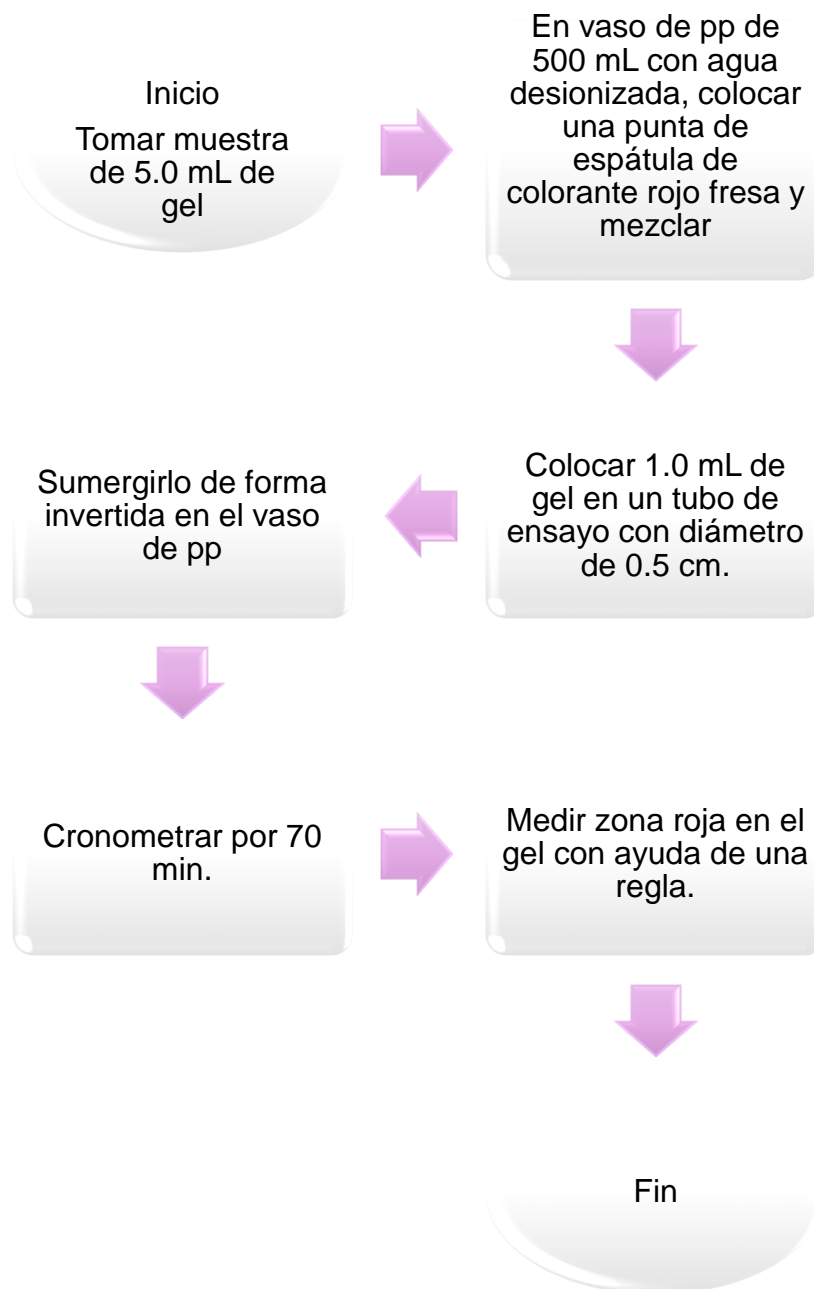 Inicio
Tomar muestra
de 5.0 mL de
gel
En vaso de pp de
500 mL con agua
desionizada, colocar
una punta de
espátula de
colorante rojo fresa y
mezclar
Colocar 1.0 mL de
gel en un tubo de
ensayo con diámetro
de 0.5 cm.
Sumergirlo de forma
invertida en el vaso
de pp
Cronometrar por 70
min.
Medir zona roja en el
gel con ayuda de una
regla.
Fin